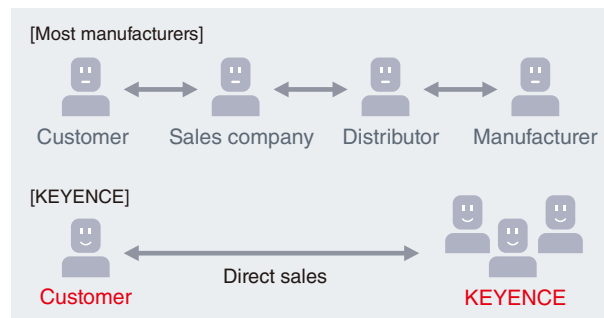 [Most manufacturers]
Customer Sales company Distributor Manufacturer
[KEYENCE]
Direct sales
Customer KEYENCE